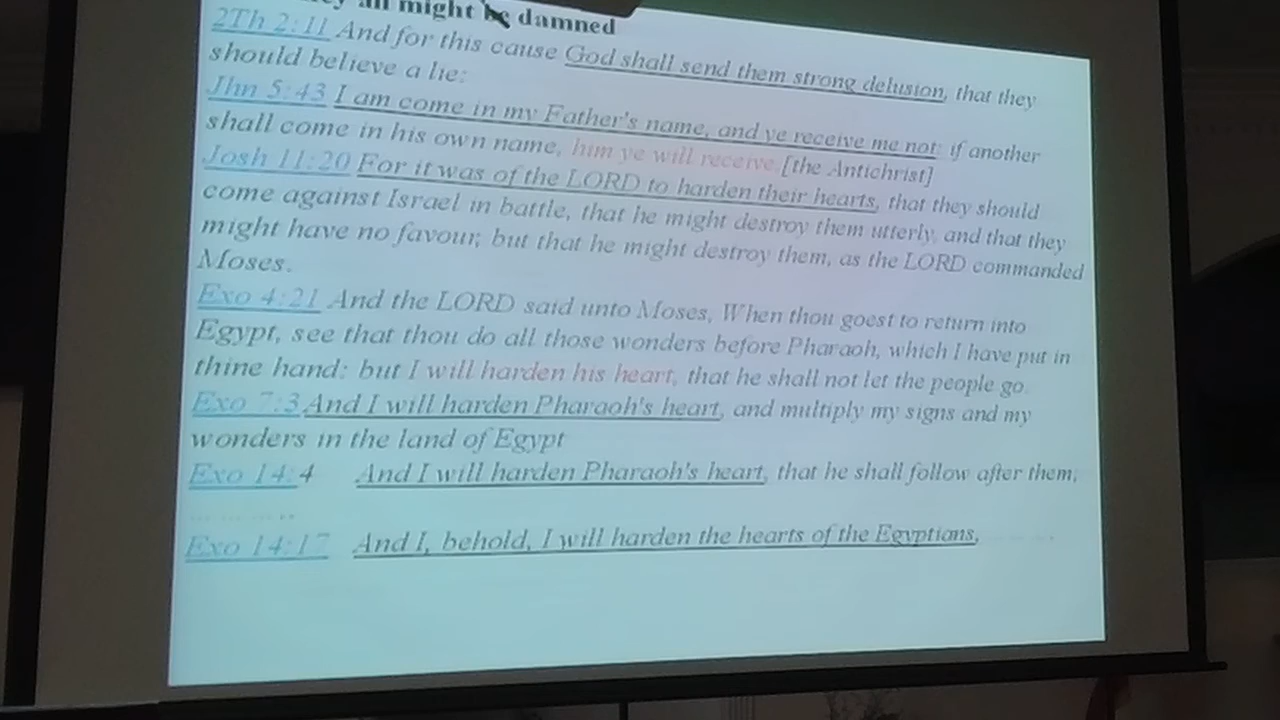 all might be damned
2Th 2:11 And for this cause God shall send them strong delusion, that they
should believe a lie:
Jhn 5:43 I am come in my Father's name, and ye receive me not: if another
shall come in his own name, him ye will receive [the Antichrist]
Josh 11:20 For it was of the LORD to harden their hearts, that they should
come against Israel in battle, that he might destroy them utterly, and that they
might have no favour, but that he might destroy them, as the LORD commanded
Moses.
Exo 4:21 And the LORD said unto Moses, When thou goest to return into
Egypt, see that thou do all those wonders before Pharaoh, which I have put in
thine hand: but I will harden his heart, that he shall not let the people go.
Exo 7:3 And I will harden Pharaoh's heart, and multiply my signs and my
wonders in the land of Egypt
Exo 14:4 And I will harden Pharaoh's heart, that he shall follow after them;
Exo 14:17 And I, behold, I will harden the hearts of the Egyptians,